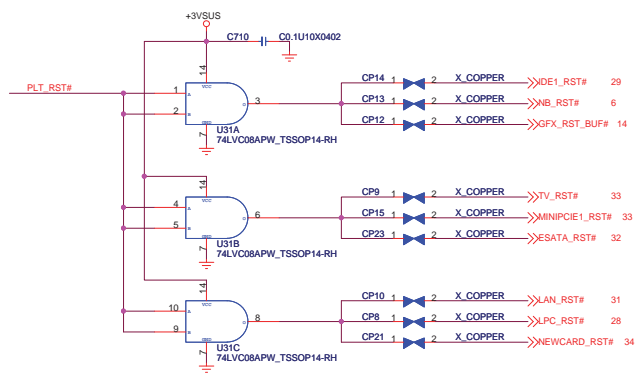 +3VSUS
C710 C0.1U10X0402
PLT_RST#
14
VCC
1 A
2 B
3
GND
7
U31A
74LVC08APW_TSSOP14-RH
CP14 1 2 X_COPPER IDE1_RST# 29
CP13 1 2 X_COPPER NB_RST# 6
CP12 1 2 X_COPPER GFX_RST_BUF# 14
14
VCC
4 A
5 B
6
GND
7
U31B
74LVC08APW_TSSOP14-RH
CP9 1 2 X_COPPER TV_RST# 33
CP15 1 2 X_COPPER MINIPCIE1_RST# 33
CP23 1 2 X_COPPER ESATA_RST# 32
14
VCC
10 A
9 B
8
GND
7
U31C
74LVC08APW_TSSOP14-RH
CP10 1 2 X_COPPER LAN_RST# 31
CP8 1 2 X_COPPER LPC_RST# 28
CP21 1 2 X_COPPER NEWCARD_RST# 34